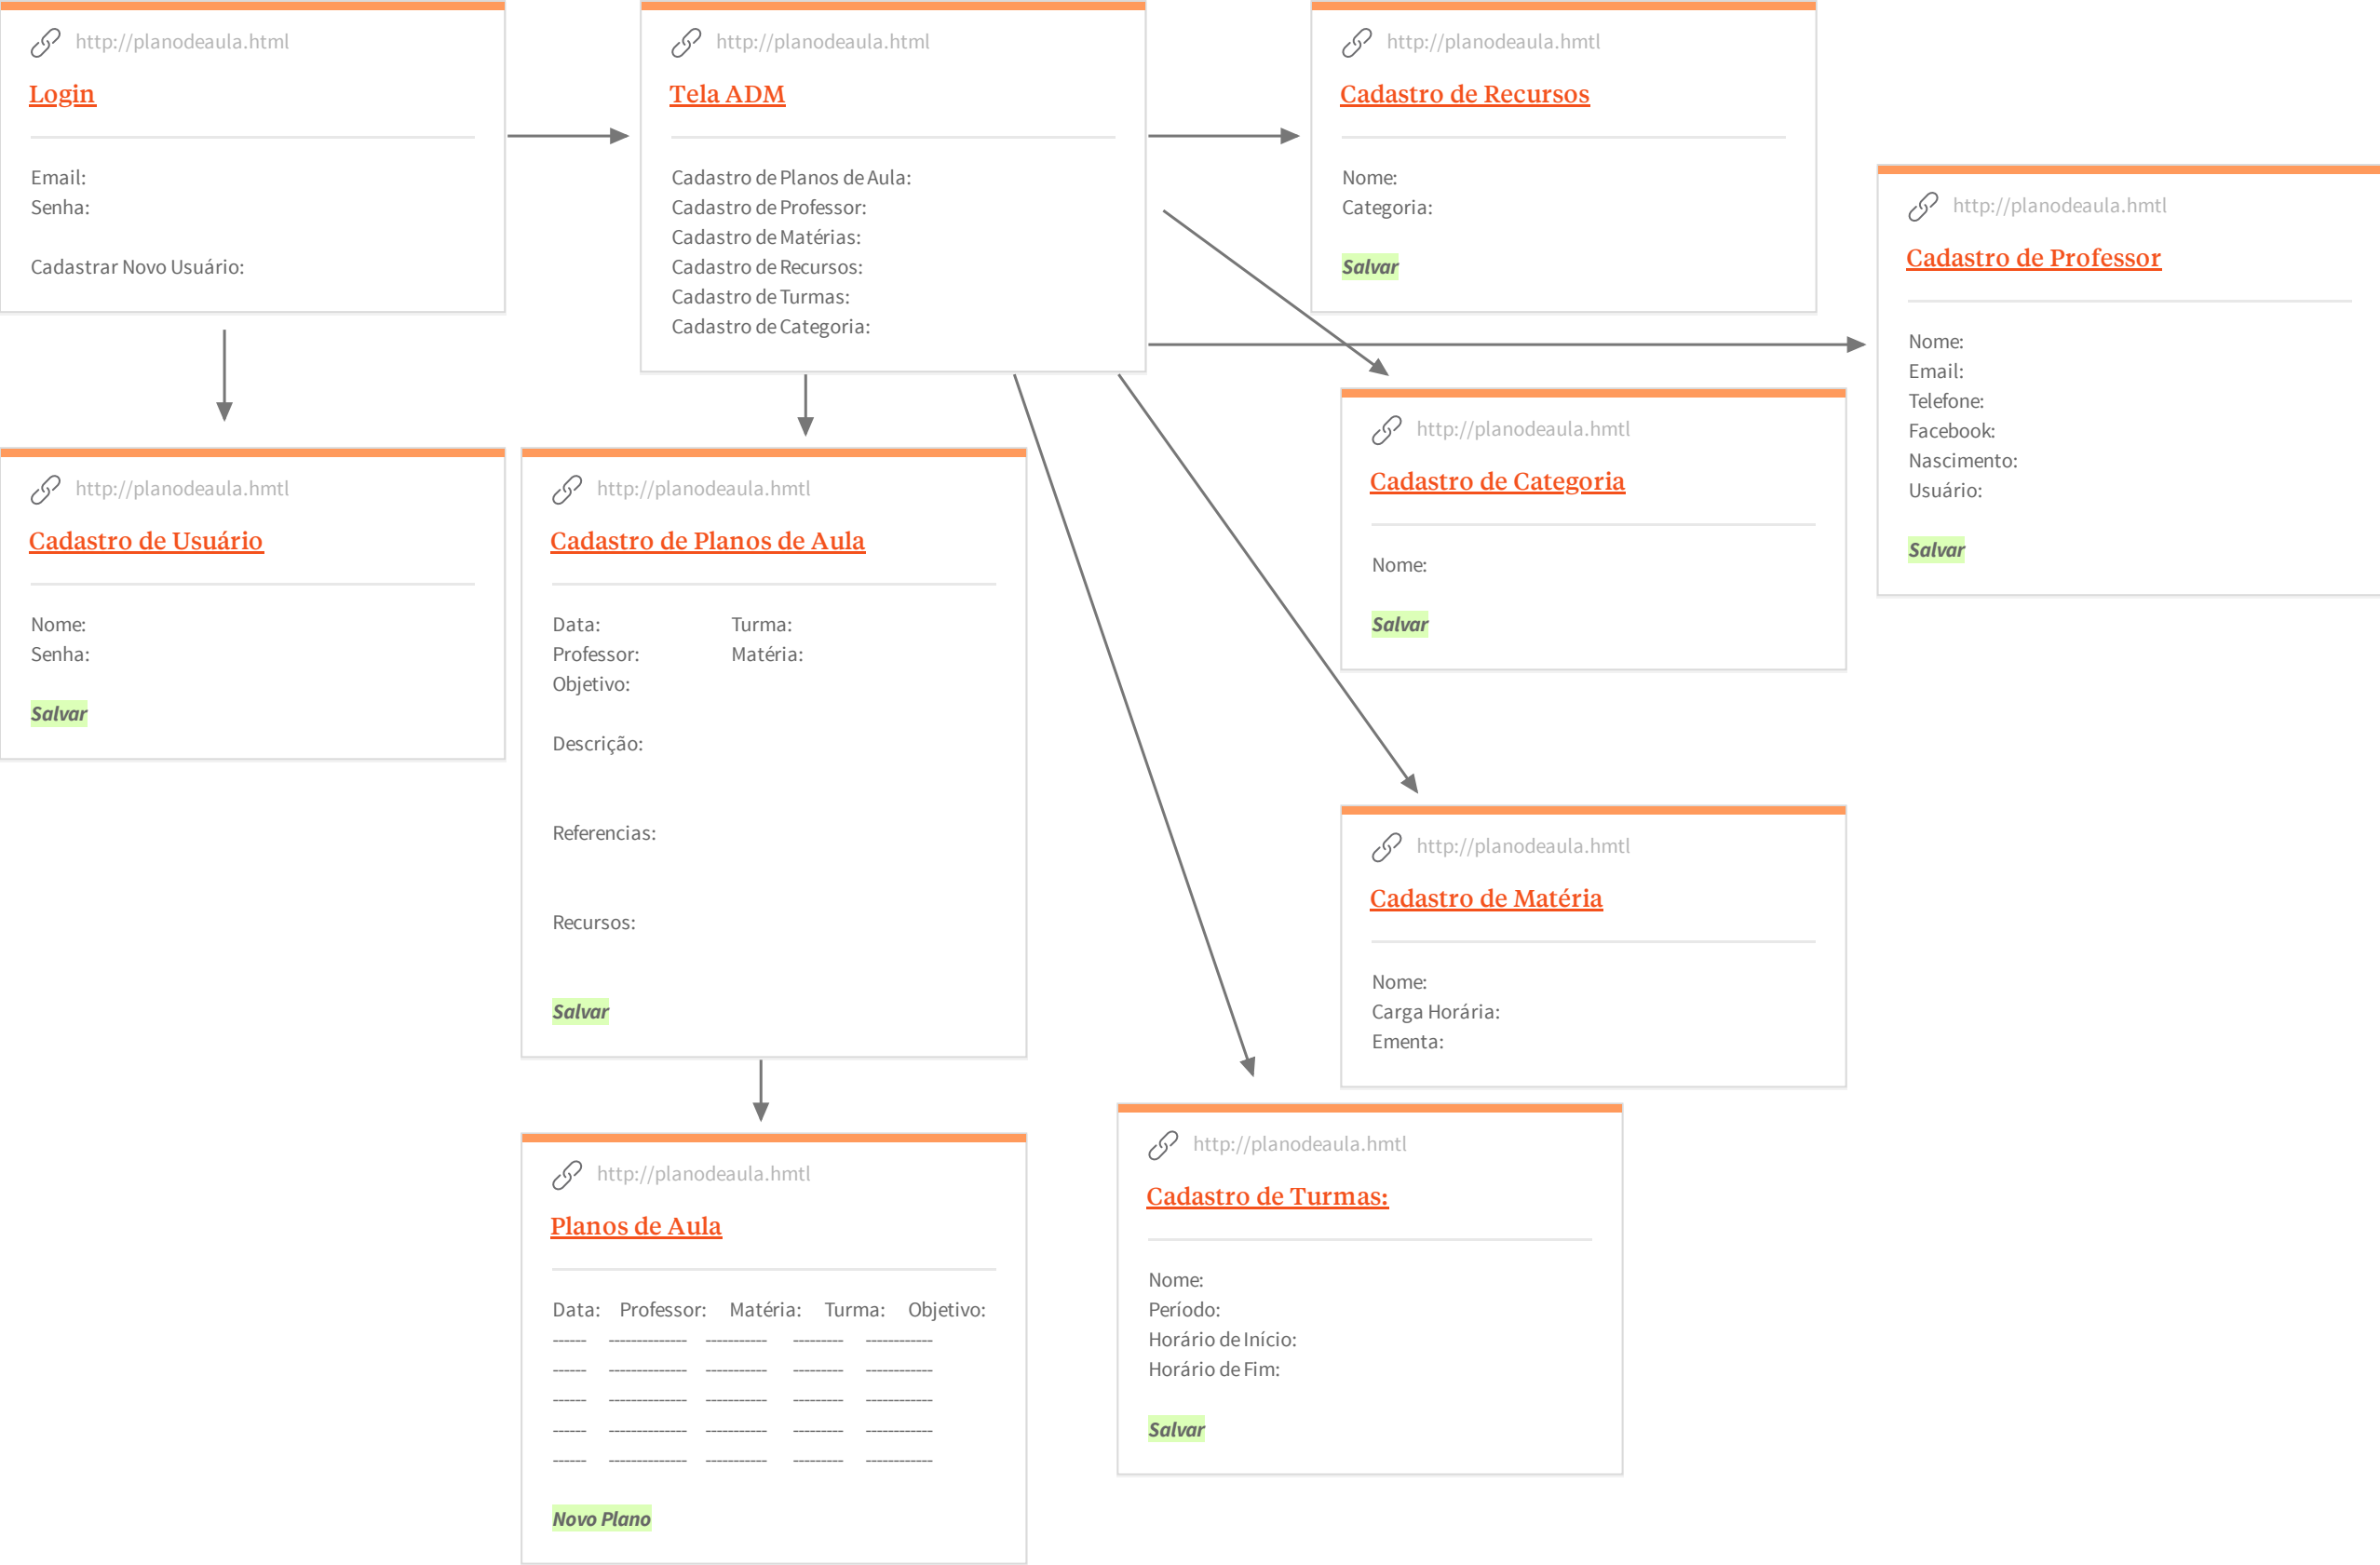 http://planodeaula.html
Login
Email:
Senha:
Cadastrar Novo Usuário:
http://planodeaula.html
Tela ADM
Cadastro de Planos de Aula:
Cadastro de Professor:
Cadastro de Matérias:
Cadastro de Recursos:
Cadastro de Turmas:
Cadastro de Categoria:
http://planodeaula.hmtl
Cadastro de Recursos
Nome:
Categoria:
Salvar
http://planodeaula.hmtl
Cadastro de Professor
Nome:
Email:
Telefone:
Facebook:
Nascimento:
Usuário:
Salvar
http://planodeaula.hmtl
Cadastro de Usuário
Nome:
Senha:
Salvar
http://planodeaula.hmtl
Cadastro de Planos de Aula
Data: Turma:
Professor: Matéria:
Objetivo:
Descrição:
Referencias:
Recursos:
Salvar
http://planodeaula.hmtl
Cadastro de Categoria
Nome:
Salvar
http://planodeaula.hmtl
Cadastro de Matéria
Nome:
Carga Horária:
Ementa:
http://planodeaula.hmtl
Planos de Aula
Data: Professor: Matéria: Turma: Objetivo:
------ -------------- ----------- --------- ------------
------ -------------- ----------- --------- ------------
------ -------------- ----------- --------- ------------
------ -------------- ----------- --------- ------------
------ -------------- ----------- --------- ------------
Novo Plano
http://planodeaula.hmtl
Cadastro de Turmas:
Nome:
Período:
Horário de Início:
Horário de Fim:
Salvar